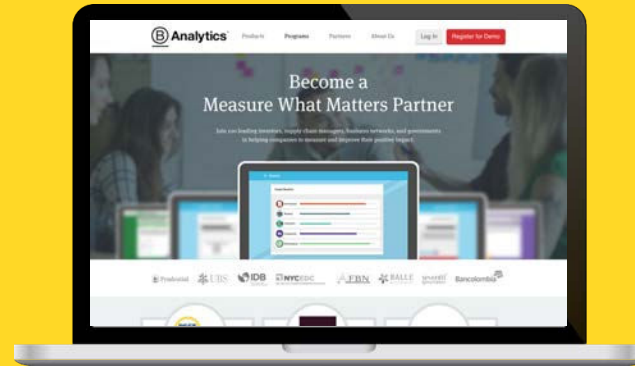 B Analytics
Products Programs Partners About Us Log In Register for Demo
Become a
Measure What Matters Partner
Join 100 leading investors, supply chain managers, business networks, and governments
in helping companies to measure and improve their positive impact.
Prudential UBS IDB NYCEDC FBN BALLE Bancolombia